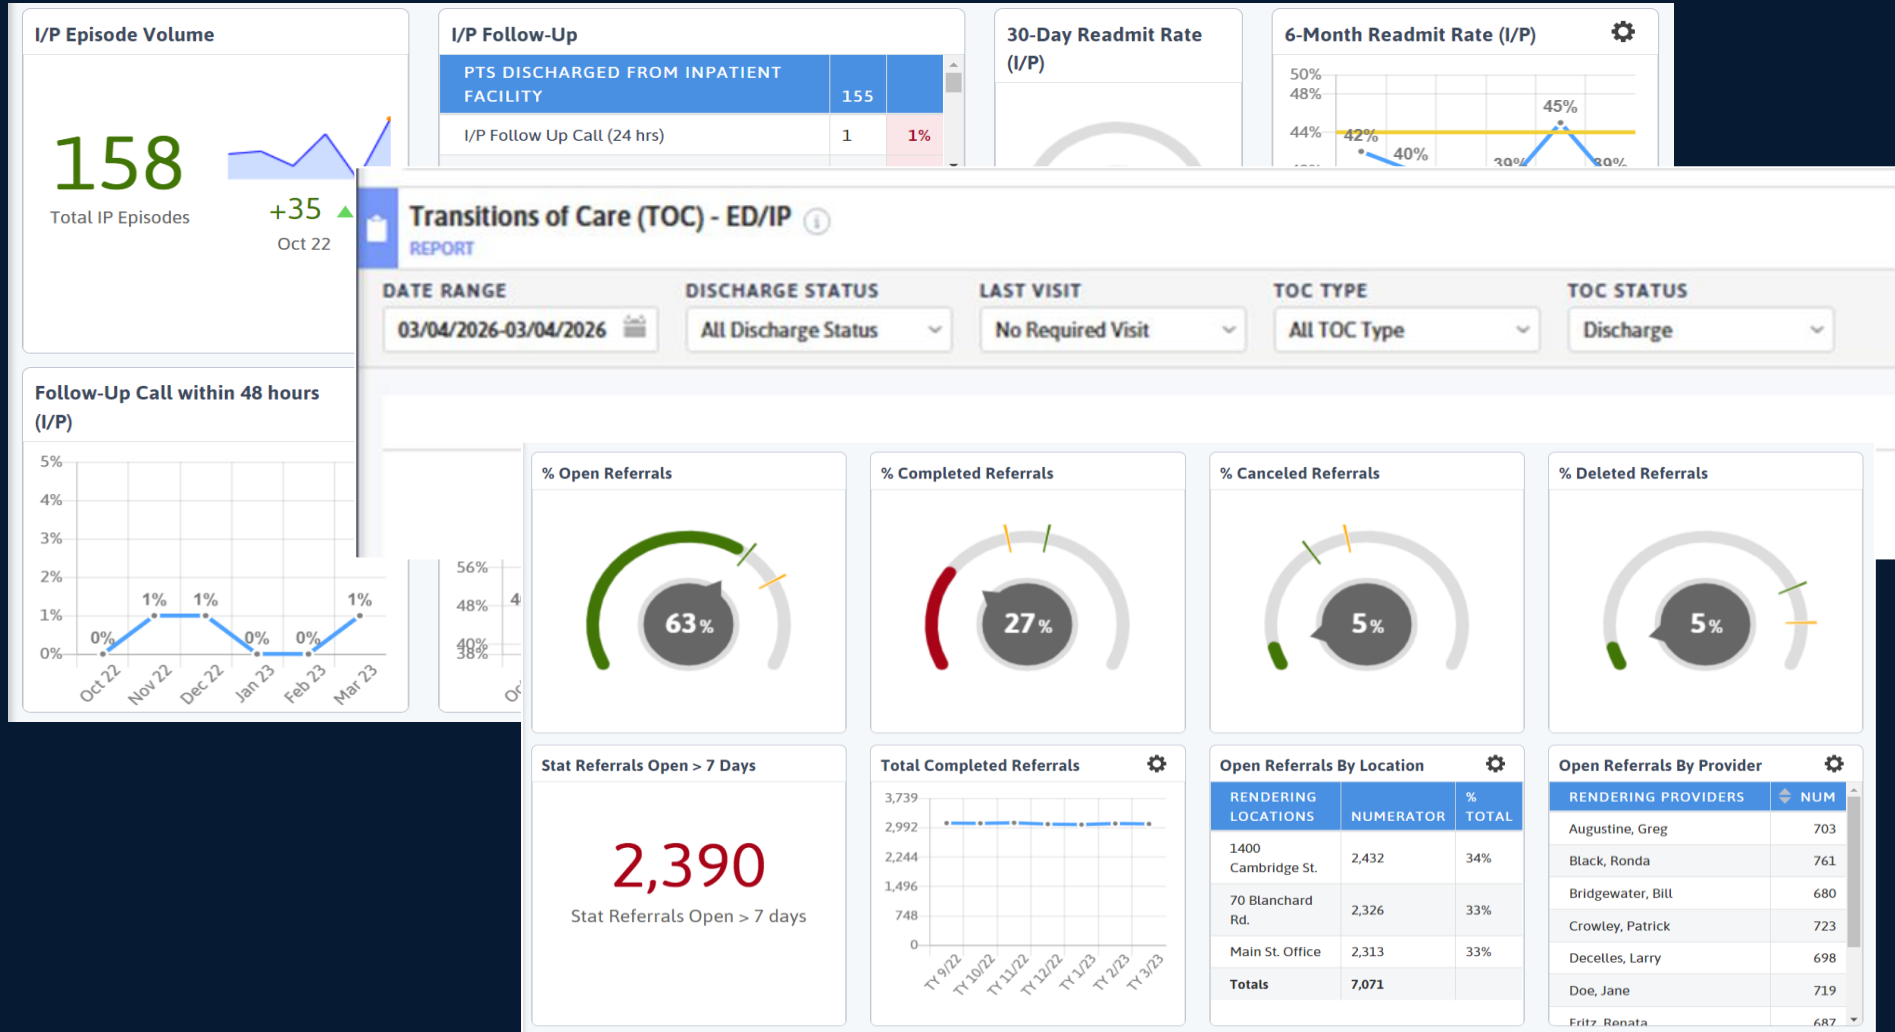 I/P Episode Volume
158
Total IP Episodes
+35
Oct 22
I/P Follow-Up
PTS DISCHARGED FROM INPATIENT
FACILITY
155
I/P Follow Up Call (24 hrs) 1 1%
30-Day Readmit Rate
(I/P)
6-Month Readmit Rate (I/P)
50%
48%
44%
42%
40%
39%
45%
39%
Transitions of Care (TOC) - ED/IP
REPORT
DATE RANGE
03/04/2026-03/04/2026
DISCHARGE STATUS
All Discharge Status
LAST VISIT
No Required Visit
TOC TYPE
All TOC Type
TOC STATUS
Discharge
Follow-Up Call within 48 hours
(I/P)
5%
4%
3%
2%
1%
0%
0%
1%
1%
0%
0%
1%
Oct 22
Nov 22
Dec 22
Jan 23
Feb 23
Mar 23
56%
48%
40%
38%
% Open Referrals
63%
% Completed Referrals
27%
% Canceled Referrals
5%
% Deleted Referrals
5%
Stat Referrals Open > 7 Days
2,390
Stat Referrals Open > 7 days
Total Completed Referrals
3,739
2,992
2,244
1,496
748
0
TY 9/22
TY 10/22
TY 11/22
TY 12/22
TY 1/23
TY 2/23
TY 3/23
Open Referrals By Location
RENDERING
LOCATIONS
NUMERATOR
%
TOTAL
1400
Cambridge St.
2,432
34%
70 Blanchard
Rd.
2,326
33%
Main St. Office 2,313 33%
Totals 7,071
Open Referrals By Provider
RENDERING PROVIDERS NUM
Augustine, Greg 703
Black, Ronda 761
Bridgewater, Bill 680
Crowley, Patrick 723
Decelles, Larry 698
Doe, Jane 719
Fritz, Renata 687